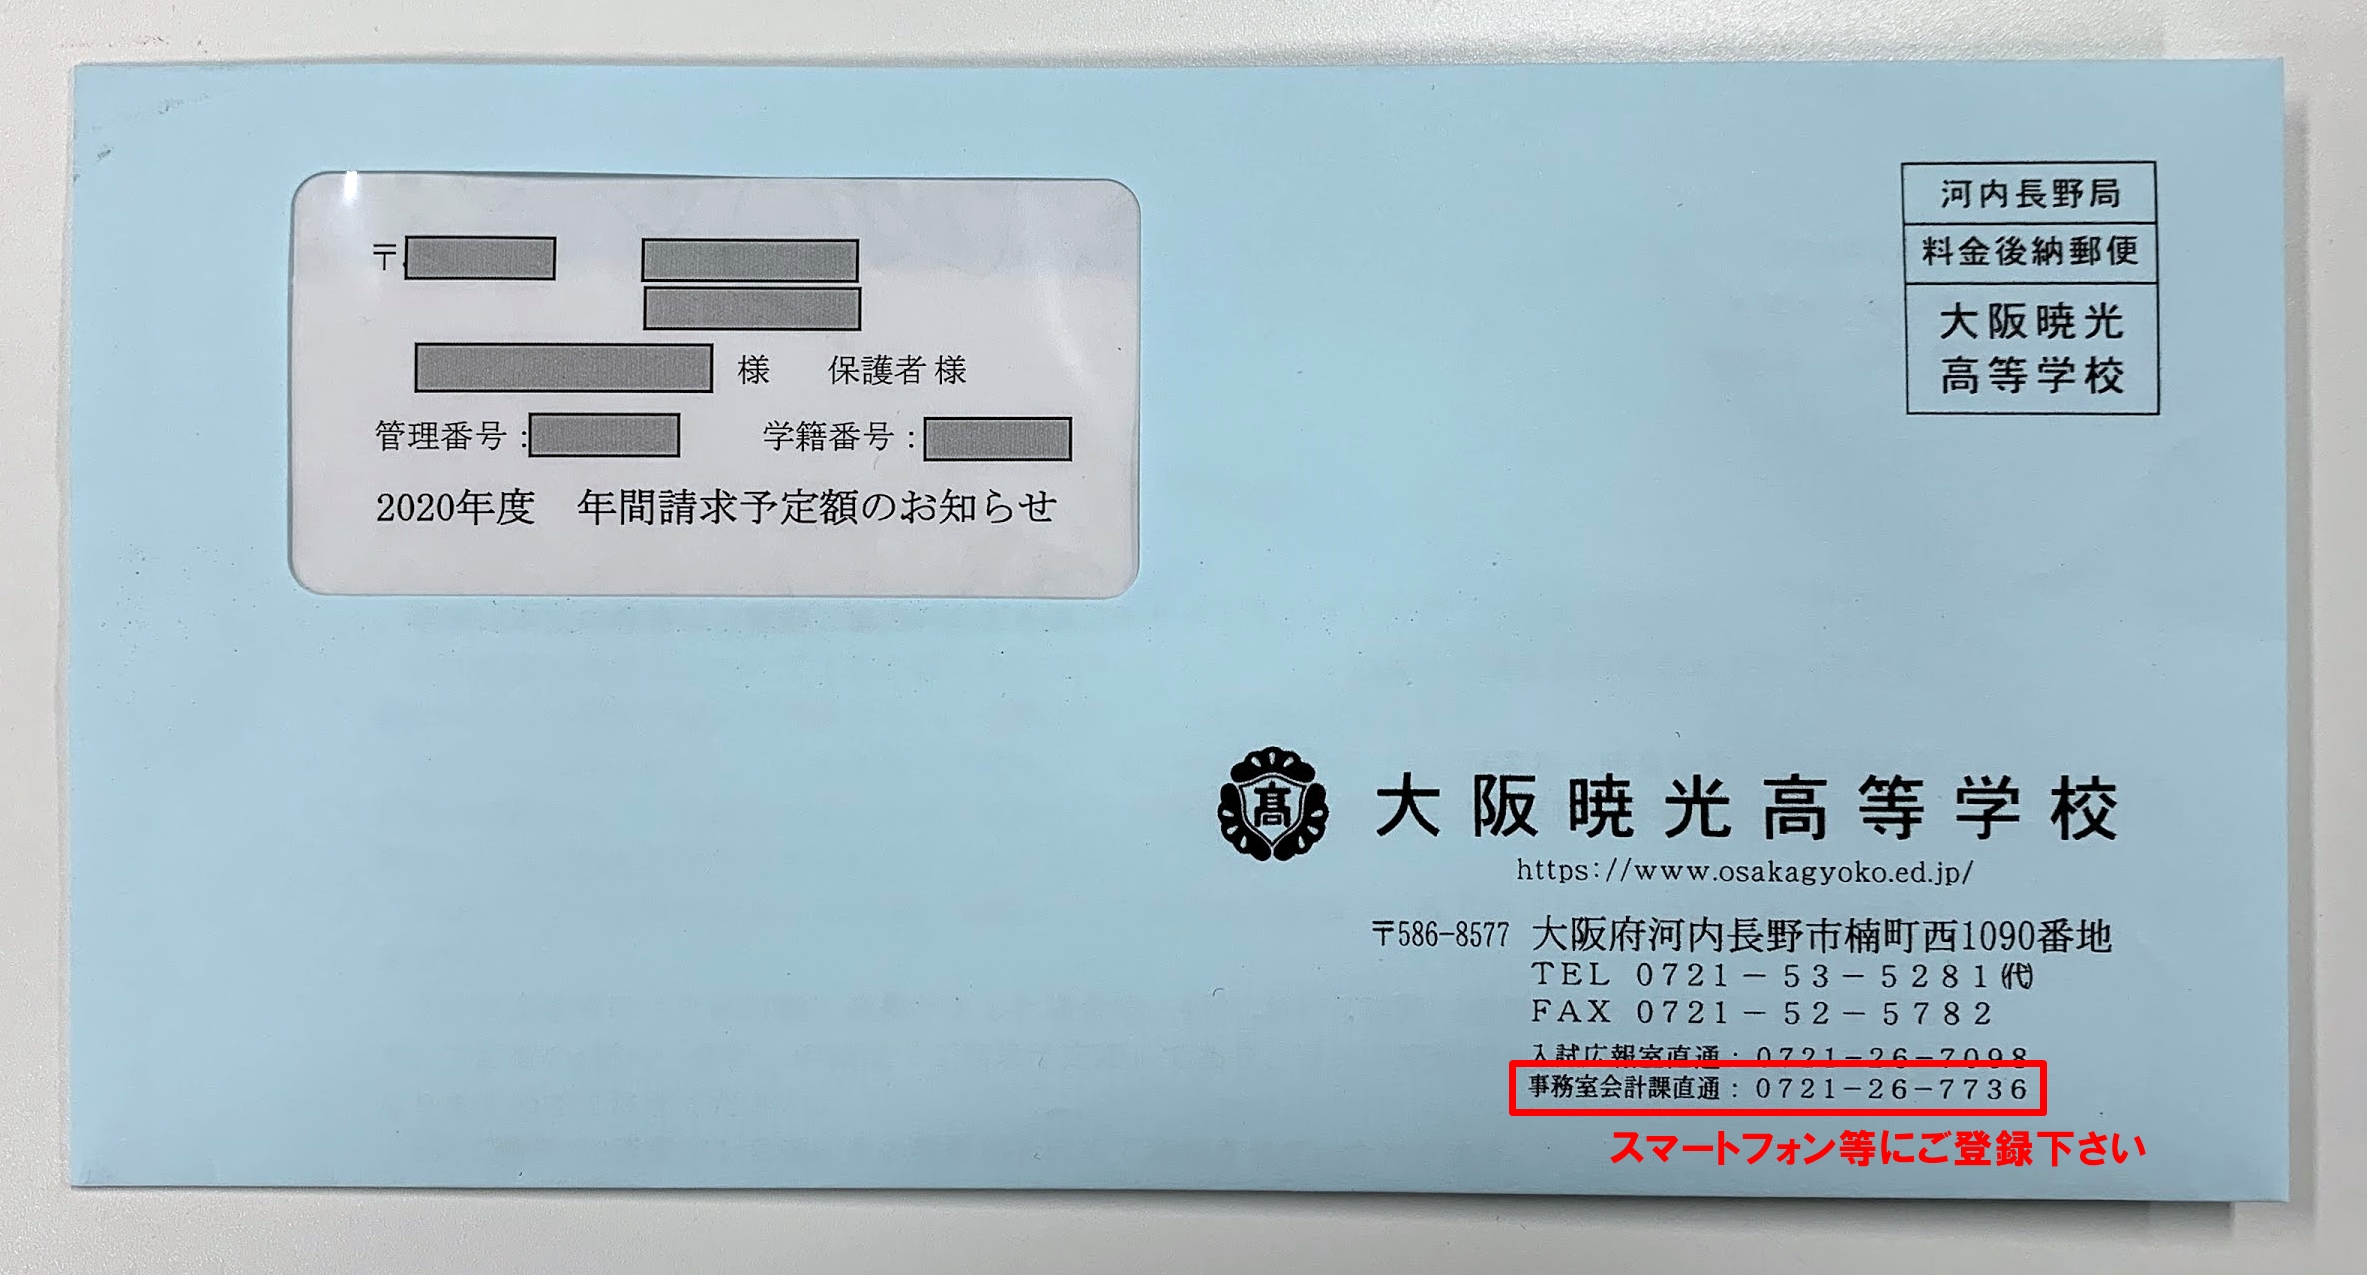 〒
様 保護者 様
管理番号: 学籍番号:
2020年度 年間請求予定額のお知らせ
河内長野局
料金後納郵便
大阪暁光
高等学校
高
大阪暁光高等学校
https://www.osakagyoko.ed.jp/
〒586-8577 大阪府河内長野市楠町西1090番地
TEL 0721-53-5281㈹
FAX 0721-52-5782
入試広報室直通:0721-26-7098
事務室会計課直通:0721-26-7736
スマートフォン等にご登録下さい